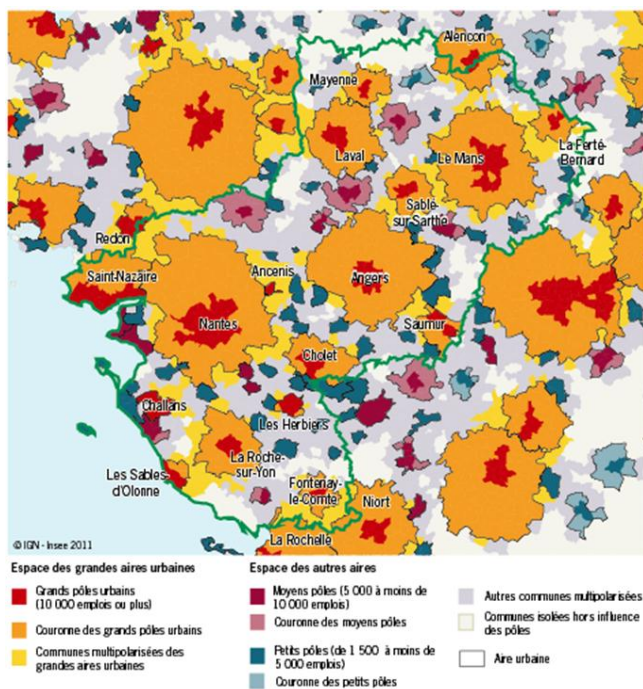 Alençon
Mayenne
La Ferté-
Bernard
Laval
Le Mans
Sablé-
sur-Sarthe
Redon
Saint-Nazaire
Ancenis
Angers
Nantes
Saumur
Cholet
Challans
Les Herbiers
La Roche-
sur-Yon
Les Sables-
d'Olonne
Fontenay-
le-Comte
Niort
La Rochelle
© IGN - Insee 2011
Espace des grandes aires urbaines
Grands pôles urbains
(10 000 emplois ou plus)
Couronne des grands pôles urbains
Communes multipolarisées des
grandes aires urbaines
Espace des autres aires
Moyens pôles (5 000 à moins de
10 000 emplois)
Couronne des moyens pôles
Petits pôles (de 1 500 à moins de
5 000 emplois)
Couronne des petits pôles
Autres communes multipolarisées
Communes isolées hors influence
des pôles
Aire urbaine